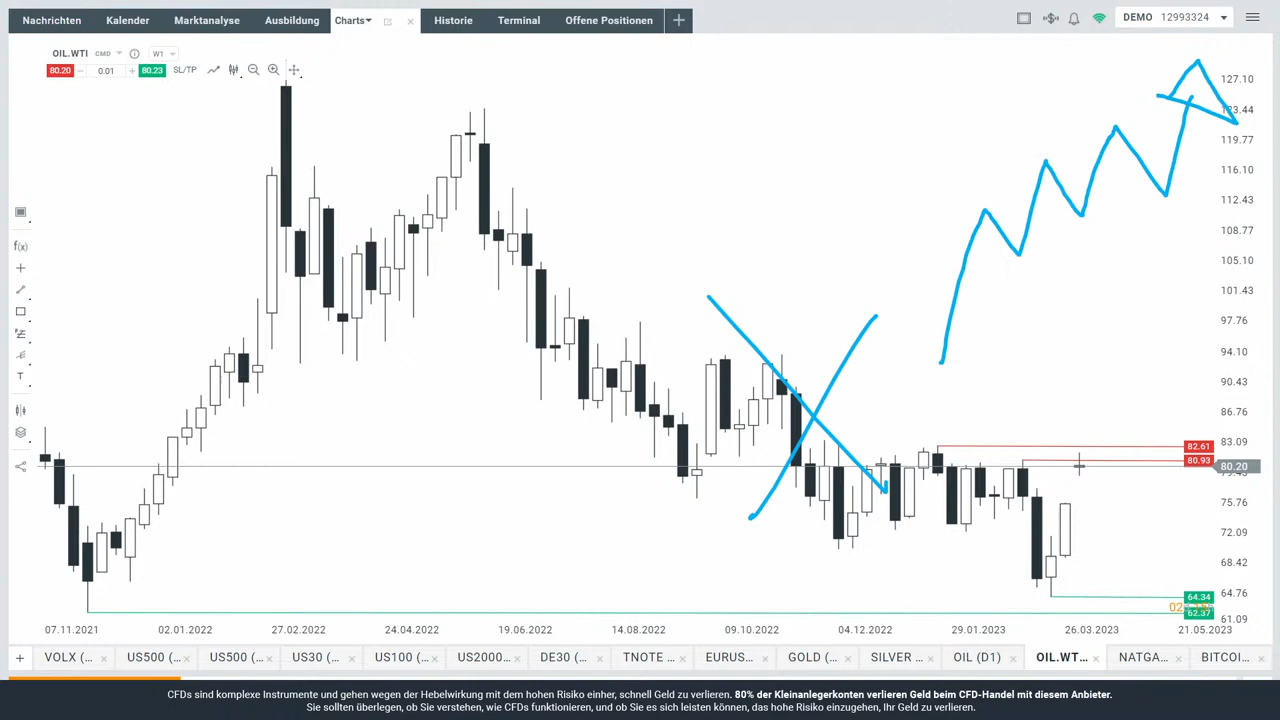 Nachrichten Kalender Marktanalyse Ausbildung Charts Historie Terminal Offene Positionen DEMO 12993324
OIL.WTI CMD W1
80.20 0.01 80.23 SL/TP
127.10
123.44
119.77
116.10
112.43
108.77
105.10
101.43
97.76
94.10
90.43
86.76
83.09
82.61
80.93
80.20
75.76
72.09
68.42
64.76
64.34
62.37
61.09
f(x)
T
07.11.2021 02.01.2022 27.02.2022 24.04.2022 19.06.2022 14.08.2022 09.10.2022 04.12.2022 29.01.2023 26.03.2023 21.05.2023
VOLX (... US500 (... US500 (... US30 (... US100 (... US2000... DE30 (... TNOTE ... EURUS... GOLD (... SILVER ... OIL (D1) OIL.WT... NATGA... BITCOI...
CFDs sind komplexe Instrumente und gehen wegen der Hebelwirkung mit dem hohen Risiko einher, schnell Geld zu verlieren. 80% der Kleinanlegerkonten verlieren Geld beim CFD-Handel mit diesem Anbieter.
Sie sollten überlegen, ob Sie verstehen, wie CFDs funktionieren, und ob Sie es sich leisten können, das hohe Risiko einzugehen, Ihr Geld zu verlieren.